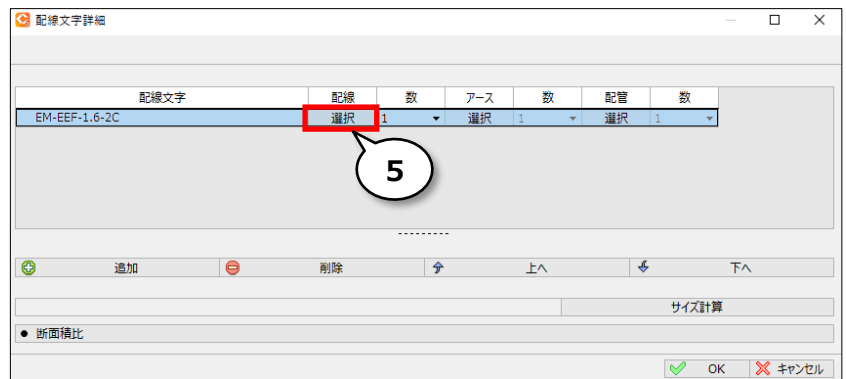 配線文字詳細
配線文字 配線 数 アース 数 配管 数
EM-EEF-1.6-2C 選択 1 選択 1 選択 1
5
追加 削除 上へ 下へ
サイズ計算
● 断面積比
OK キャンセル